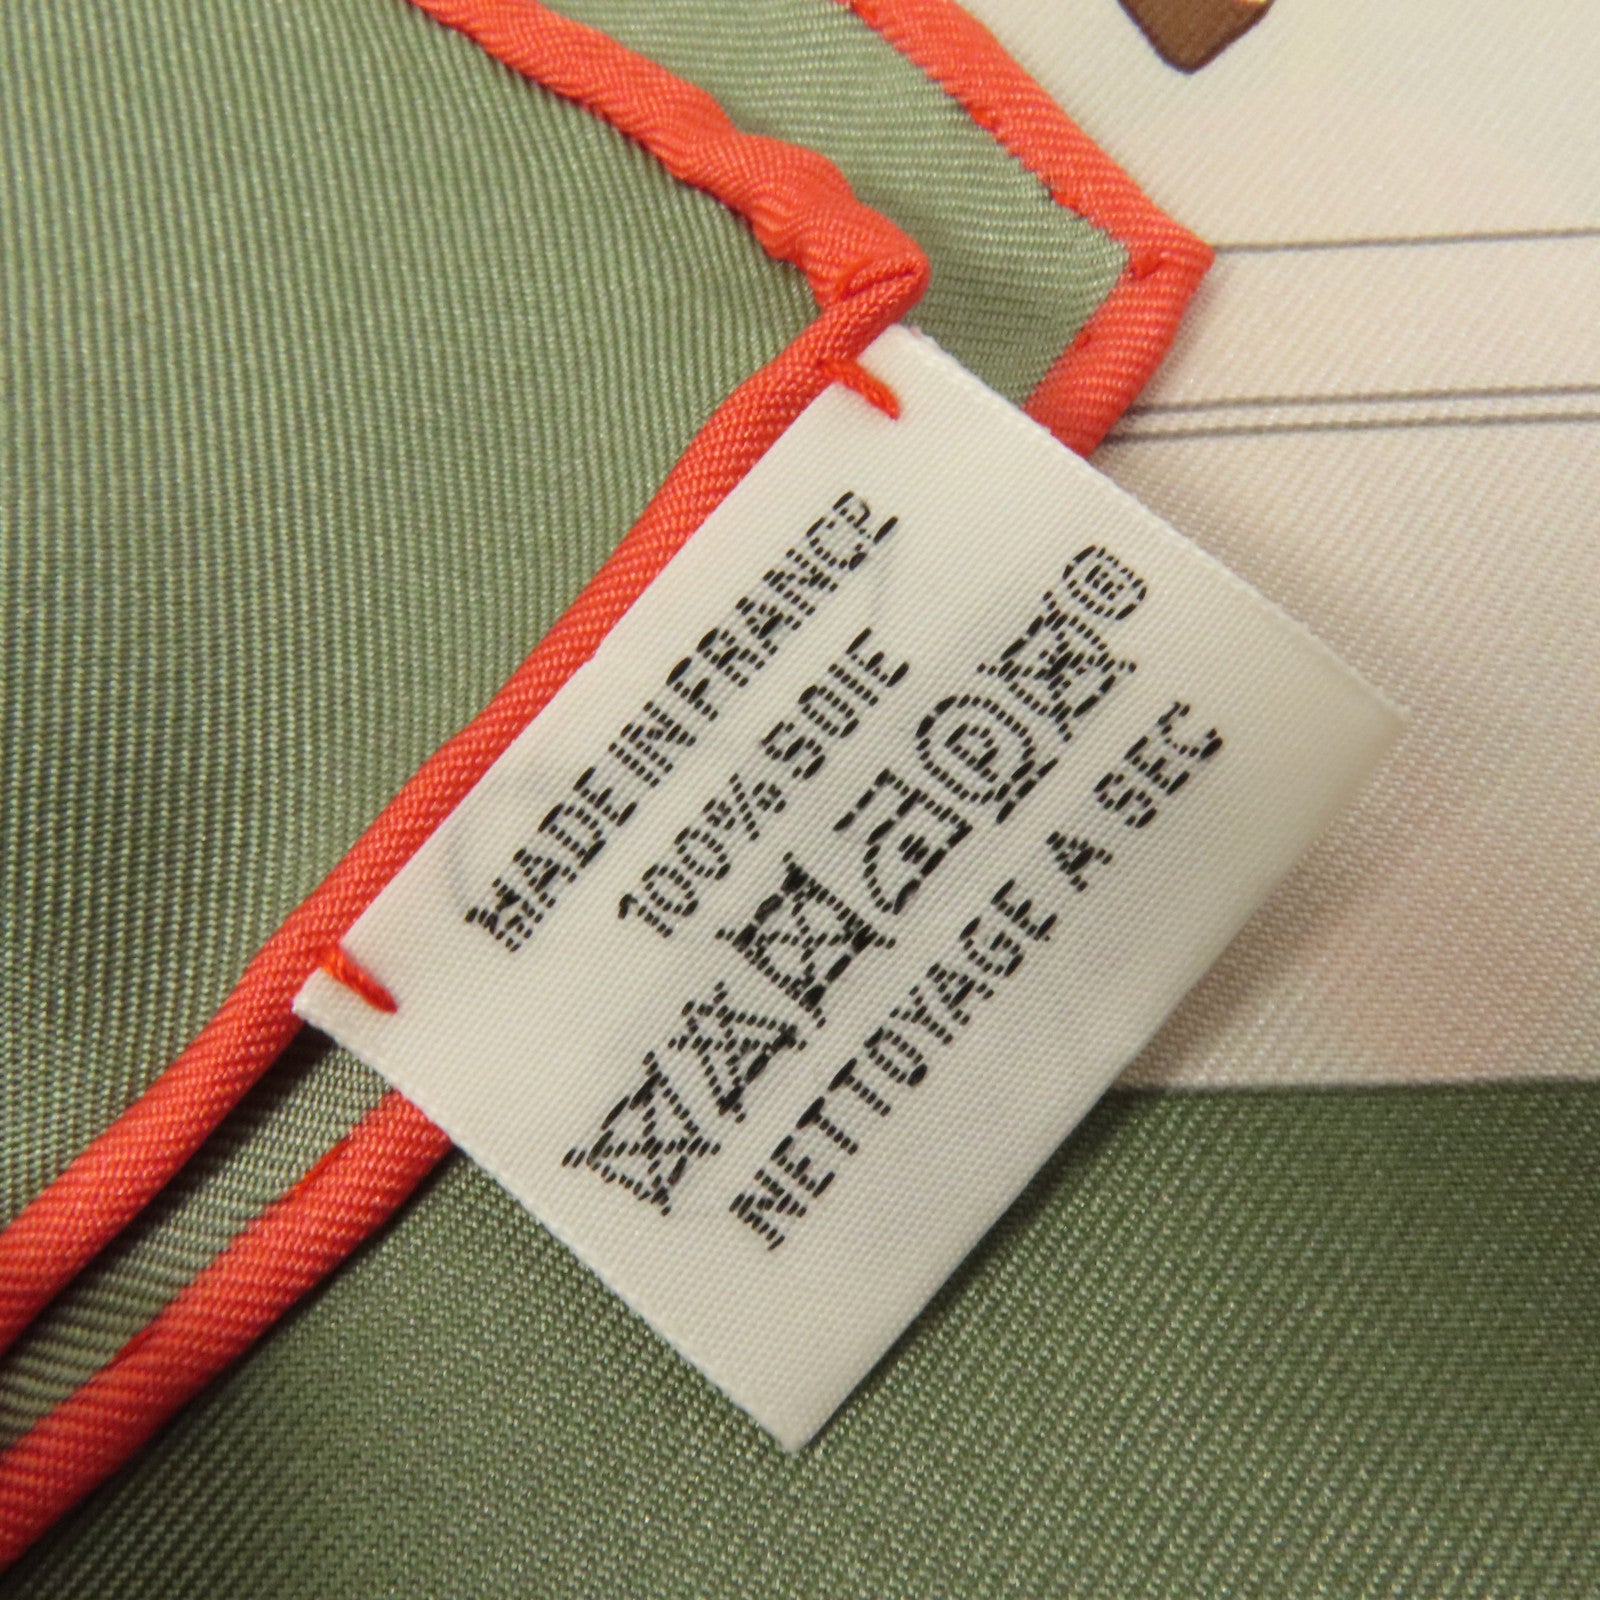 MADE IN FRANCE
100% SOIE
P
NETTOYAGE A SEC